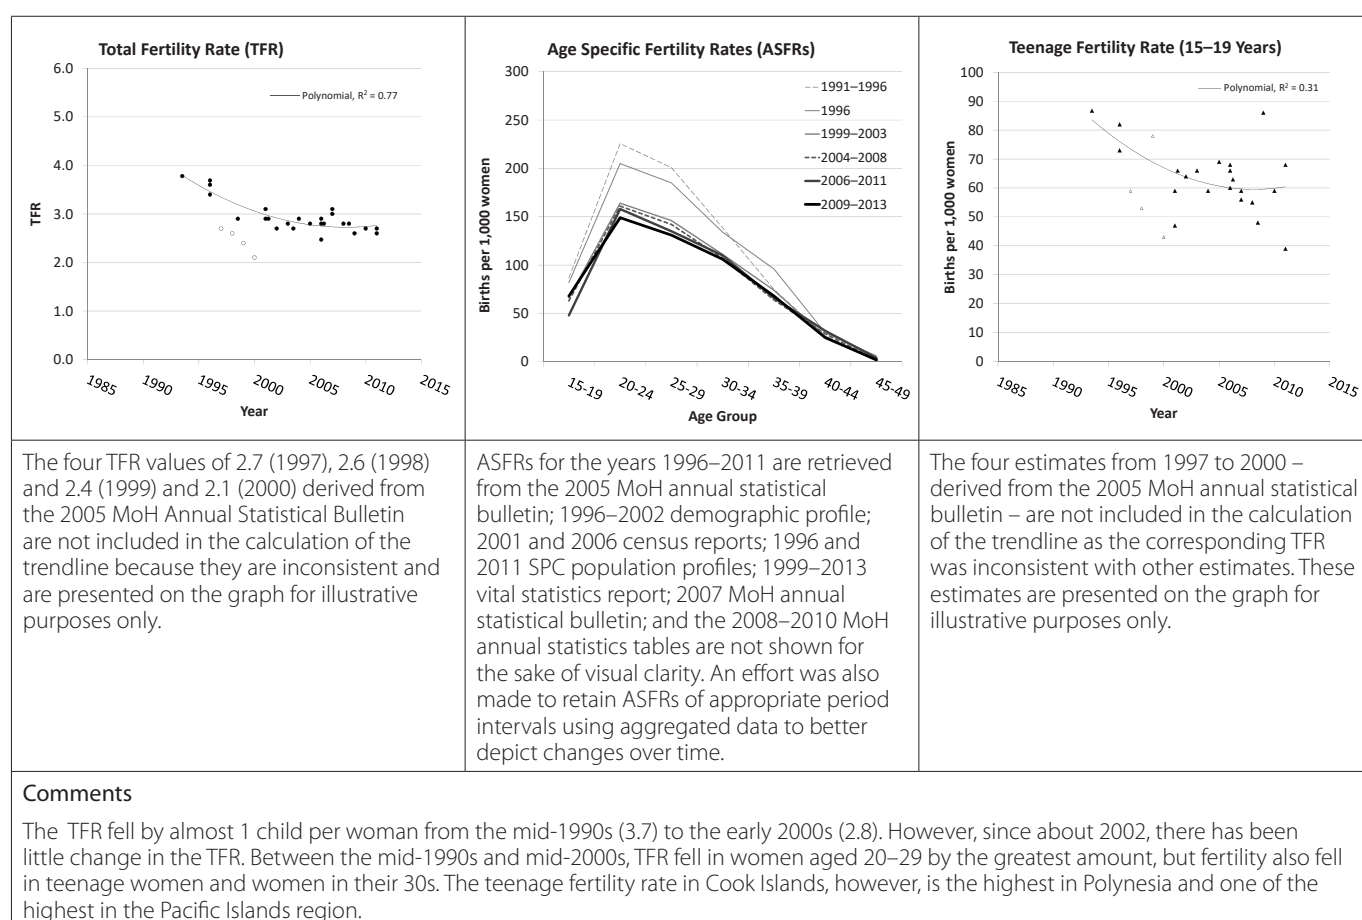 Total Fertility Rate (TFR)
6.0
5.0
4.0
3.0
2.0
1.0
0.0
TFR
Polynomial, R² = 0.77
1985
1990
1995
2000
2005
2010
2015
Year
Age Specific Fertility Rates (ASFRs)
300
250
200
150
100
50
0
Births per 1,000 women
1991–1996
1996
1999–2003
2004–2008
2006–2011
2009–2013
15-19
20-24
25-29
30-34
35-39
40-44
45-49
Age Group
Teenage Fertility Rate (15–19 Years)
100
90
80
70
60
50
40
30
20
10
0
Births per 1,000 women
Polynomial, R² = 0.31
1985
1990
1995
2000
2005
2010
2015
Year
The four TFR values of 2.7 (1997), 2.6 (1998)
and 2.4 (1999) and 2.1 (2000) derived from
the 2005 MoH Annual Statistical Bulletin
are not included in the calculation of the
trendline because they are inconsistent and
are presented on the graph for illustrative
purposes only.
ASFRs for the years 1996–2011 are retrieved
from the 2005 MoH annual statistical
bulletin; 1996–2002 demographic profile;
2001 and 2006 census reports; 1996 and
2011 SPC population profiles; 1999–2013
vital statistics report; 2007 MoH annual
statistical bulletin; and the 2008–2010 MoH
annual statistics tables are not shown for
the sake of visual clarity. An effort was also
made to retain ASFRs of appropriate period
intervals using aggregated data to better
depict changes over time.
The four estimates from 1997 to 2000 –
derived from the 2005 MoH annual statistical
bulletin – are not included in the calculation
of the trendline as the corresponding TFR
was inconsistent with other estimates. These
estimates are presented on the graph for
illustrative purposes only.
Comments
The TFR fell by almost 1 child per woman from the mid-1990s (3.7) to the early 2000s (2.8). However, since about 2002, there has been
little change in the TFR. Between the mid-1990s and mid-2000s, TFR fell in women aged 20–29 by the greatest amount, but fertility also fell
in teenage women and women in their 30s. The teenage fertility rate in Cook Islands, however, is the highest in Polynesia and one of the
highest in the Pacific Islands region.